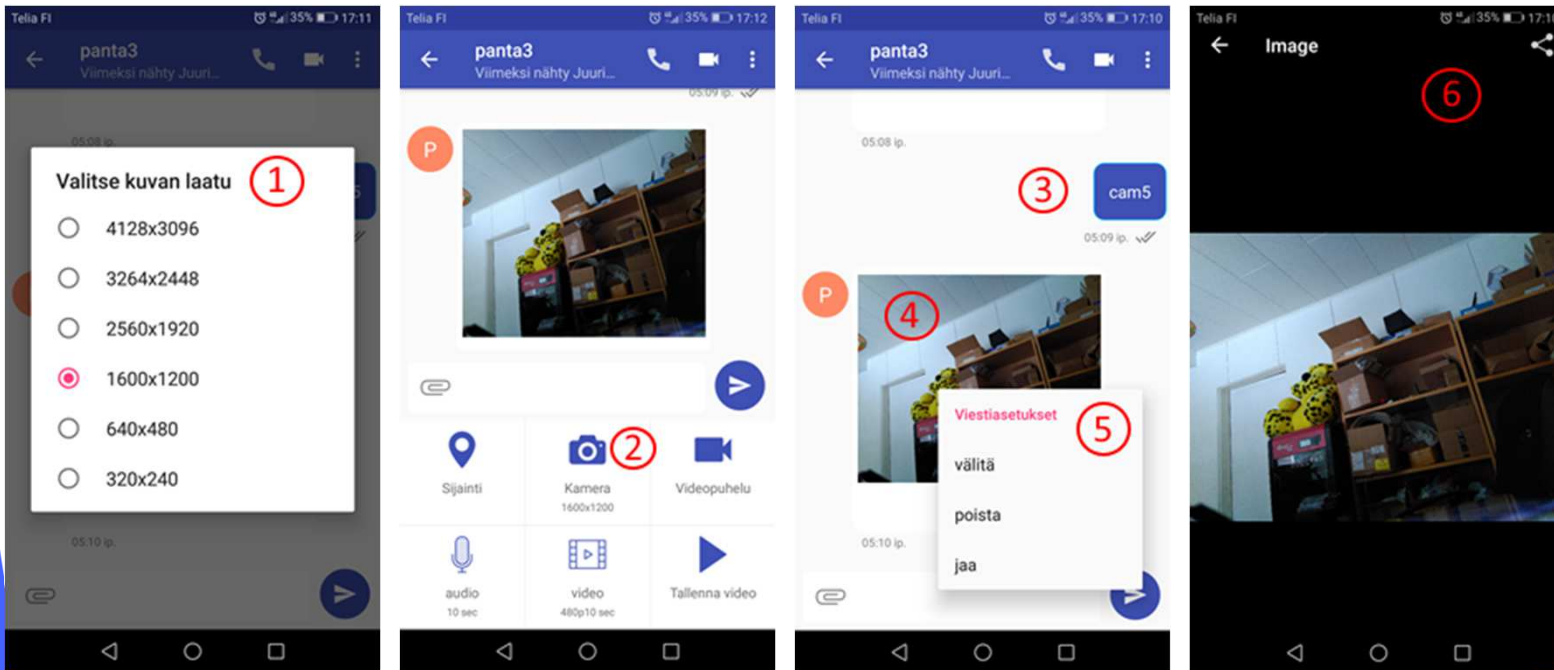 Telia FI
35%
17:11
panta3
Viimeksi nähty Juuri...
05:08 ip.
Valitse kuvan laatu
1
5
4128x3096
3264x2448
2560x1920
1600x1200
640x480
320x240
05:10 ip.
Telia FI
35%
17:12
panta3
Viimeksi nähty Juuri...
05:09 ip.
P
2
Sijainti
Kamera
1600x1200
Videopuhelu
audio
10 sec
video
480p10 sec
Tallenna video
Telia FI
35%
17:10
panta3
Viimeksi nähty Juuri...
05:08 ip.
3
cam5
05:09 ip.
P
4
Viestiasetukset
5
välitä
poista
jaa
05:10 ip.
Telia FI
35%
17:10
Image
6